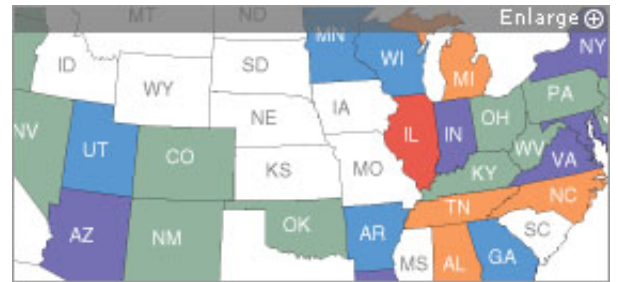 Enlarge
MT
ND
MN
NY
ID
SD
WI
MI
WY
PA
NE
IA
OH
NV
IL
IN
UT
CO
WV
VA
KS
MO
KY
NC
TN
OK
SC
AZ
NM
AR
GA
MS
AL